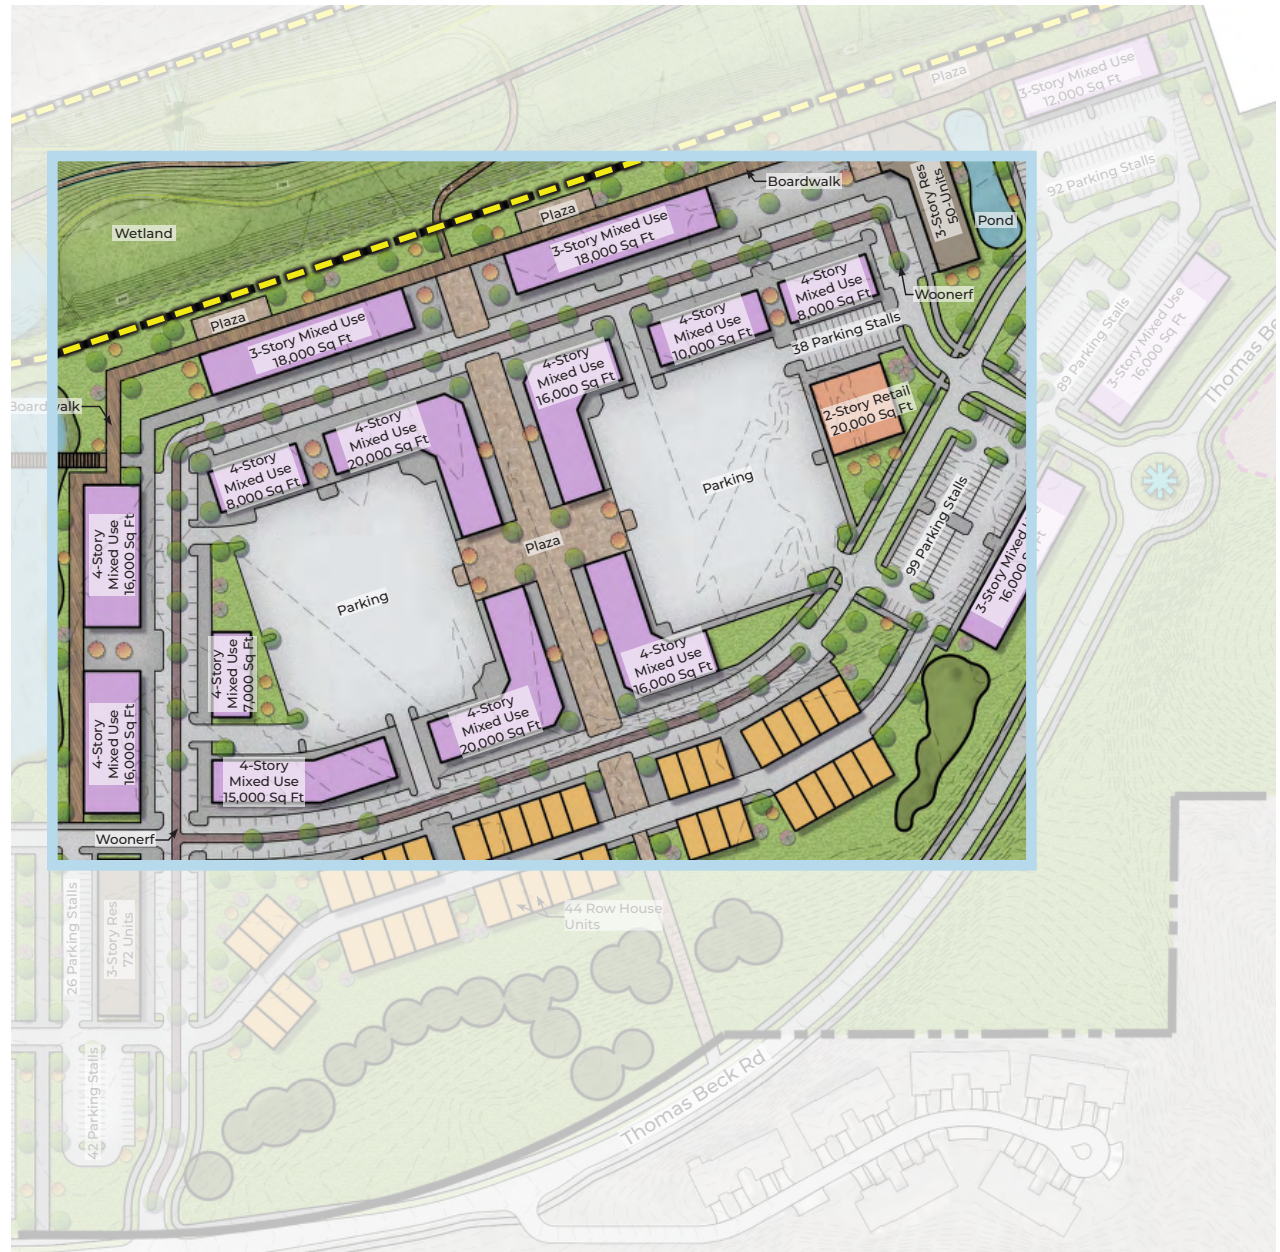 Plaza
3-Story Mixed Use
12,000 Sq Ft
92 Parking Stalls
Boardwalk
3-Story Res
50-Units
Pond
Wetland
Plaza
3-Story Mixed Use
18,000 Sq Ft
Woonerf
Plaza
3-Story Mixed Use
18,000 Sq Ft
4-Story
Mixed Use
8,000 Sq Ft
4-Story
Mixed Use
10,000 Sq Ft
38 Parking Stalls
89 Parking Stalls
3-Story Mixed Use
16,000 Sq Ft
Boardwalk
4-Story
Mixed Use
16,000 Sq Ft
2-Story Retail
20,000 Sq Ft
4-Story
Mixed Use
20,000 Sq Ft
4-Story
Mixed Use
8,000 Sq Ft
Parking
4-Story
Mixed Use
16,000 Sq Ft
Plaza
99 Parking Stalls
3-Story Mixed U
16,000 S
Parking
4-Story
Mixed Use
7,000 Sq Ft
4-Story
Mixed Use
16,000 Sq Ft
4-Story
Mixed Use
16,000 Sq Ft
4-Story
Mixed Use
20,000 Sq Ft
4-Story
Mixed Use
15,000 Sq Ft
Woonerf
26 Parking Stalls
3-Story Res
72 Units
44 Row House
Units
42 Parking Stalls
Thomas Beck Rd